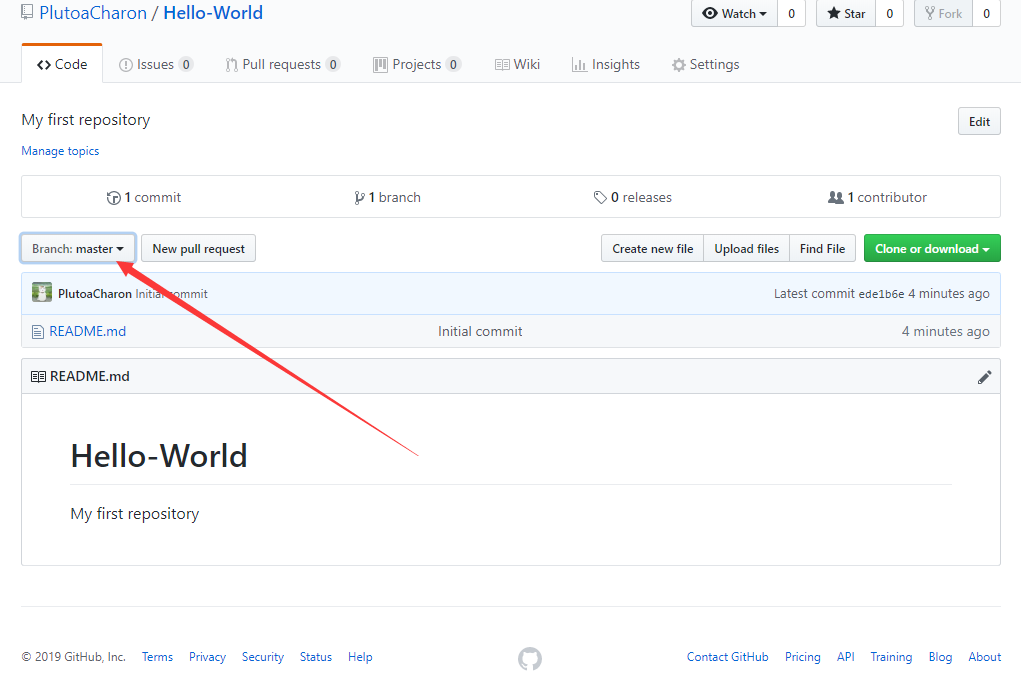 PlutoaCharon / Hello-World Watch 0 Star 0 Fork 0
Code Issues 0 Pull requests 0 Projects 0 Wiki Insights Settings
My first repository Edit
Manage topics
1 commit 1 branch 0 releases 1 contributor
Branch: master New pull request Create new file Upload files Find File Clone or download
PlutoaCharon Initial commit Latest commit ede1b6e 4 minutes ago
README.md Initial commit 4 minutes ago
README.md
Hello-World
My first repository
© 2019 GitHub, Inc. Terms Privacy Security Status Help Contact GitHub Pricing API Training Blog About